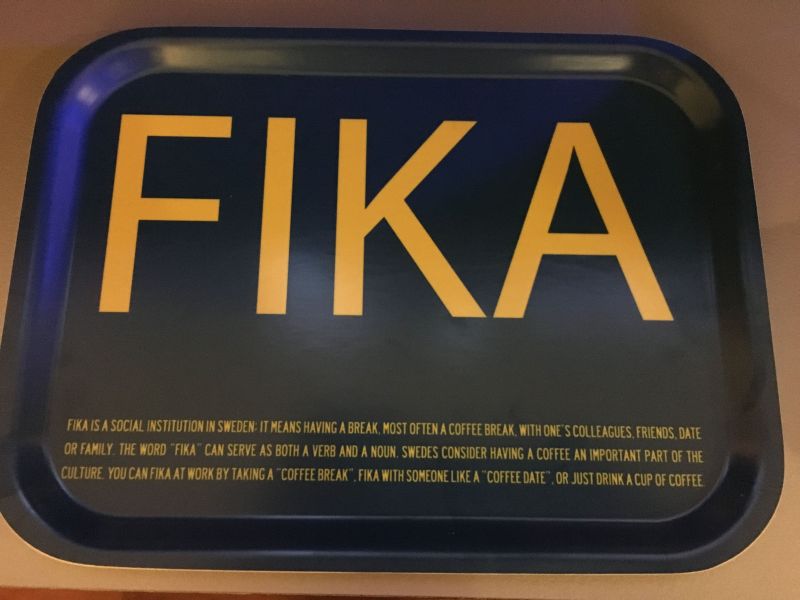 FIKA
FIKA IS A SOCIAL INSTITUTION IN SWEDEN; IT MEANS HAVING A BREAK, MOST OFTEN A COFFEE BREAK, WITH ONE"S COLLEAGUES, FRIENDS, DATE
OR FAMILY. THE WORD "FIKA" CAN SERVE AS BOTH A VERB AND A NOUN. SWEDES CONSIDER HAVING A COFFEE AN IMPORTANT PART OF THE
CULTURE. YOU CAN FIKA AT WORK BY TAKING A "COFFEE BREAK", FIKA WITH SOMEONE LIKE A "COFFEE DATE", OR JUST DRINK A CUP OF COFFEE.